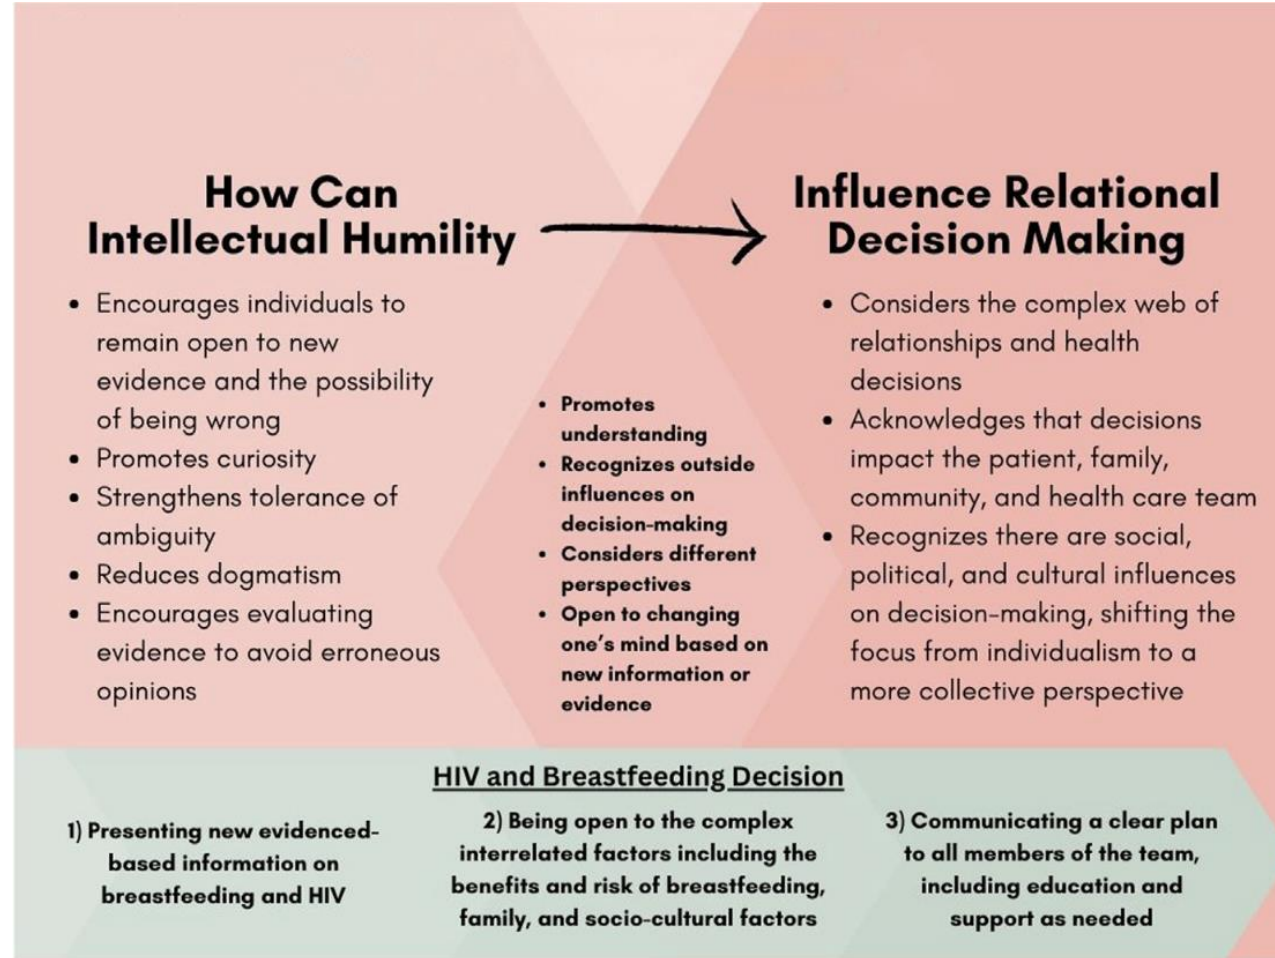 How Can
Intellectual Humility
Influence Relational
Decision Making
• Encourages individuals to
remain open to new
evidence and the possibility
of being wrong
• Promotes curiosity
• Strengthens tolerance of
ambiguity
• Reduces dogmatism
• Encourages evaluating
evidence to avoid erroneous
opinions
• Promotes
understanding
• Recognizes outside
influences on
decision-making
• Considers different
perspectives
• Open to changing
one's mind based on
new information or
evidence
• Considers the complex web of
relationships and health
decisions
• Acknowledges that decisions
impact the patient, family,
community, and health care team
• Recognizes there are social,
political, and cultural influences
on decision-making, shifting the
focus from individualism to a
more collective perspective
HIV and Breastfeeding Decision
1) Presenting new evidenced-
based information on
breastfeeding and HIV
2) Being open to the complex
interrelated factors including the
benefits and risk of breastfeeding,
family, and socio-cultural factors
3) Communicating a clear plan
to all members of the team,
including education and
support as needed